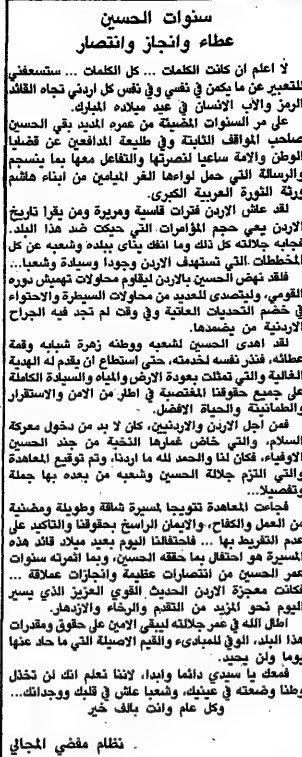 سنوات الحسين
عطاء وانجاز وانتصار
لا اعلم ان كانت الكلمات ... كل الكلمات ... ستسعفني
للتعبير عن ما يكمن في نفسي وفي نفس كل اردني تجاه القائد
الرمز والأب الانسان في عيد ميلاده المبارك.
على مر السنوات المضيئة من عمره المديد بقي الحسين
صاحب المواقف الثابتة وفي طليعة المدافعين عن قضايا
الوطن والامة ساعيا لنصرتها والتفاعل معها بما ينسجم
والرسالة التي حمل لواءها الغر الميامين من أبناء هاشم
ورثة الثورة العربية الكبرى.
لقد عاش الاردن فترات قاسية ومريرة ومن يقرأ تاريخ
الاردن يعي حجم المؤامرات التي حيكت ضد هذا البلد.
فجابه جلالته كل ذلك وما انفك ينأى ببلده وشعبه عن كل
المخططات التي تستهدف الاردن وجودا وسيادة وشعبا...
فلقد نهض الحسين بالاردن ليقاوم محاولات تهميش دوره
القومي، وليتصدى للعديد من محاولات السيطرة والاحتواء
في خضم التحديات العاتية وفي وقت لم تجد فيه الجراح
الاردنية من يضمدها.
لقد اهدى الحسين لشعبه ووطنه زهرة شبابه وقمة
عطائه، فنذر نفسه لخدمته، حتى استطاع ان يقدم له الهدية
الغالية والتي تمثلت بعودة الارض والمياه والسيادة الكاملة
على جميع حقوقنا المغتصبة في اطار من الامن والاستقرار
والطمانينة والحياة الافضل.
فمن اجل الاردن والاردنيين، كان لا بد من دخول معركة
السلام، والتي خاض غمارها النخبة من جند الحسين
الاوفياء، فكان لنا والحمد لله ما اردنا، وتم توقيع المعاهدة
والتي التزم جلالة الحسين وشعبه من بعده بها جملة
وتفصيلا...
فجاءت المعاهدة تتويجا لمسيرة شاقة وطويلة ومضنية
من العمل والكفاح، والايمان الراسخ بحقوقنا والتأكيد على
عدم التفريط بها ... فاحتفالنا اليوم بعيد ميلاد قائد هذه
المسيرة هو احتفال بما حققه الحسين، وبما اثمرته سنوات
عمر الحسين من انتصارات عظيمة وانجازات عملاقة ...
فكانت معجزة الاردن الحديث القوي العزيز الذي يسير
اليوم نحو المزيد من التقدم والرخاء والازدهار.
اطال الله في عمر جلالته ليبقى الامين على حقوق ومقدرات
هذا البلد، الوفي للمبادىء والقيم الاصيلة التي ما حاد عنها
يوما ولن يحيد.
فمعك يا سيدي دائما وابدا، لاننا نعلم انك لن تخذل
وطنا وضعته في عينيك، وشعبا عاش في قلبك ووجدانك...
وكل عام وانت بالف خير
نظام مفضي المجالي